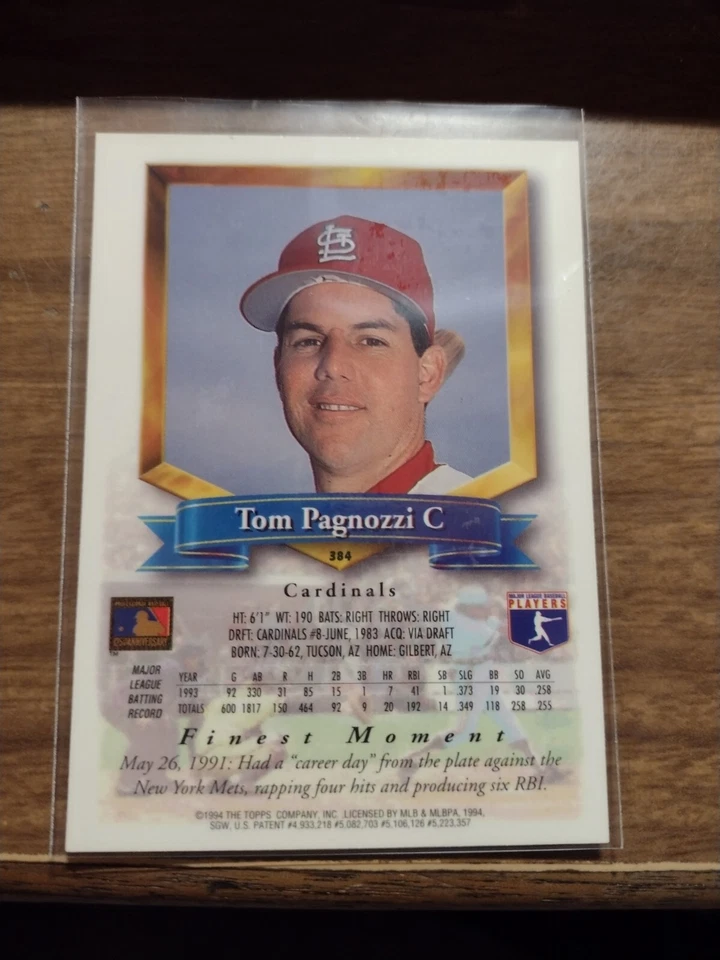 STL
Tom Pagnozzi C
384
Cardinals
MAJOR LEAGUE BASEBALL
PLAYERS
125th ANNIVERSARY
HT: 6'1" WT: 190 BATS: RIGHT THROWS: RIGHT
DRFT: CARDINALS #8-JUNE, 1983 ACQ: VIA DRAFT
BORN: 7-30-62, TUCSON, AZ HOME: GILBERT, AZ
MAJOR
LEAGUE
BATTING
RECORD
YEAR G AB R H 2B 3B HR RBI SB SLG BB SO AVG
1993 92 330 31 85 15 1 7 41 1 .373 19 30 .258
TOTALS 600 1817 150 464 92 9 20 192 14 .349 118 258 .255
Finest Moment
May 26, 1991: Had a "career day" from the plate against the
New York Mets, rapping four hits and producing six RBI.
©1994 THE TOPPS COMPANY, INC. LICENSED BY MLB & MLBPA, 1994,
SGW, U.S. PATENT #4,933,218 #5,082,703 #5,106,126 #5,223,357